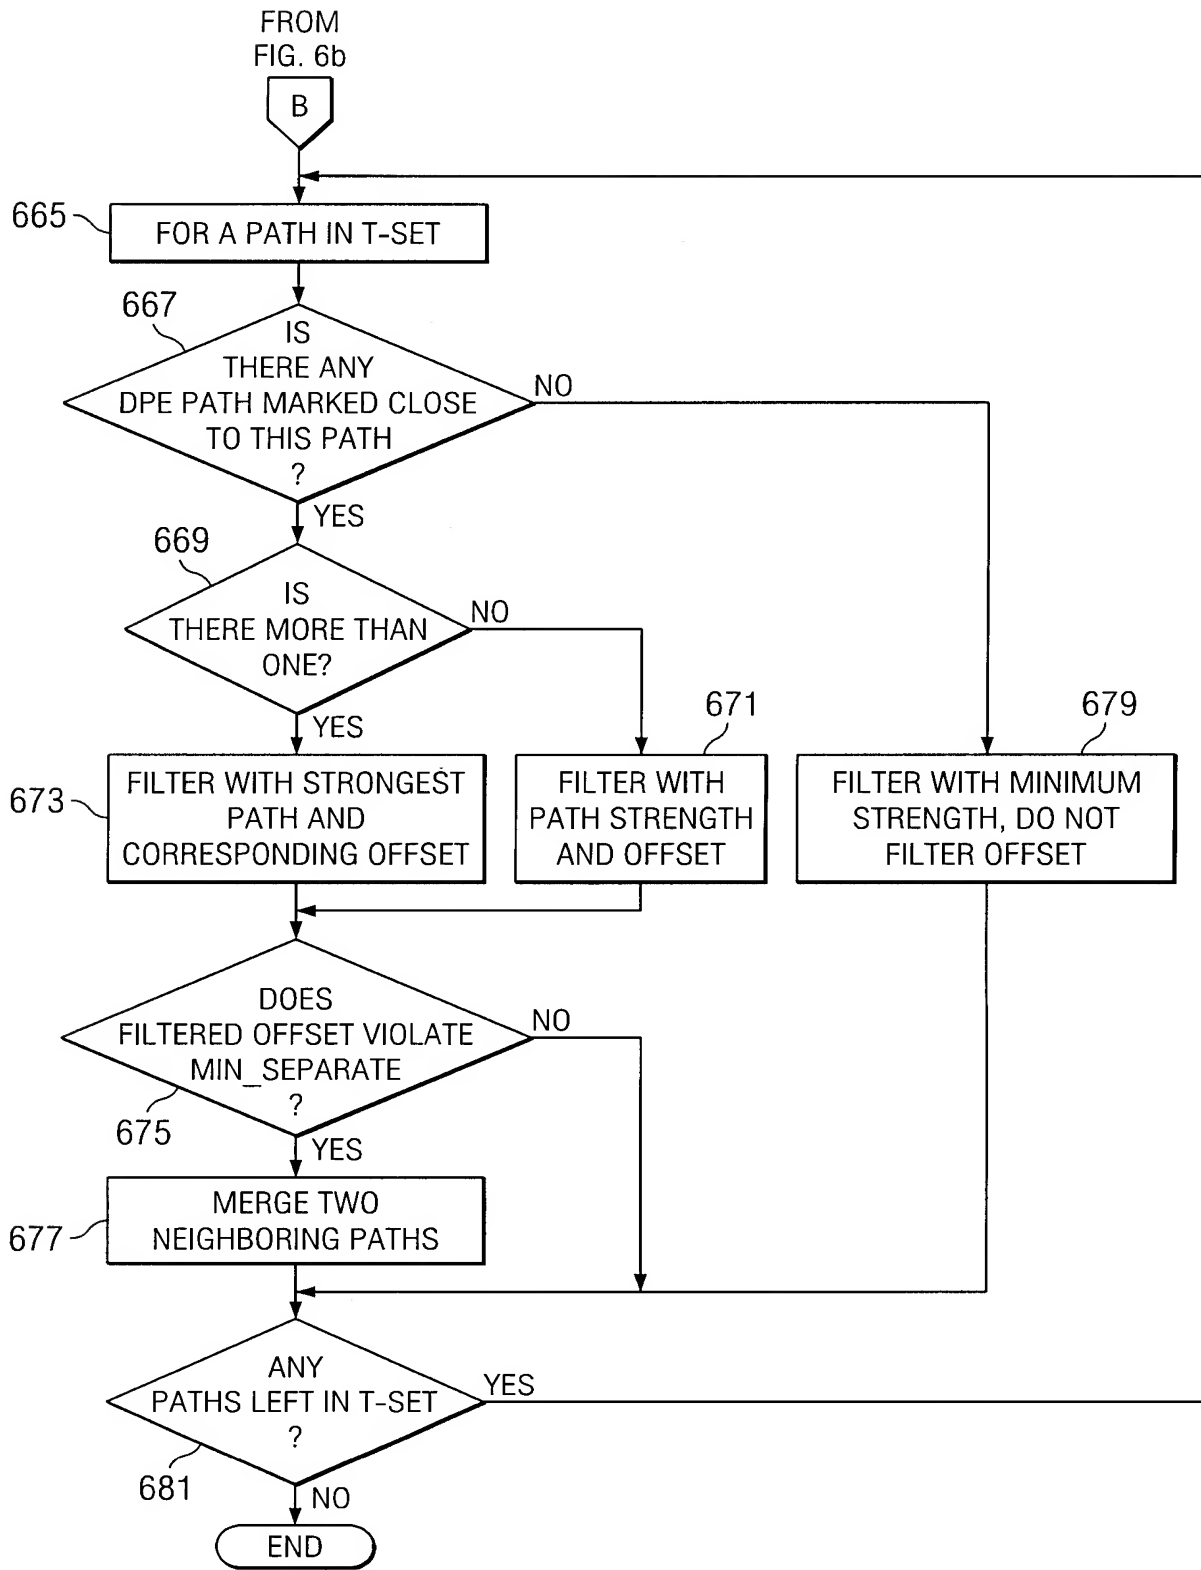 FROM
FIG. 6b
B
665
FOR A PATH IN T-SET
667
IS
THERE ANY
DPE PATH MARKED CLOSE
TO THIS PATH
?
NO
YES
669
IS
THERE MORE THAN
ONE?
NO
YES
673
FILTER WITH STRONGEST
PATH AND
CORRESPONDING OFFSET
671
FILTER WITH
PATH STRENGTH
AND OFFSET
679
FILTER WITH MINIMUM
STRENGTH, DO NOT
FILTER OFFSET
DOES
FILTERED OFFSET VIOLATE
MIN_SEPARATE
?
NO
675
YES
677
MERGE TWO
NEIGHBORING PATHS
ANY
PATHS LEFT IN T-SET
?
YES
681
NO
END